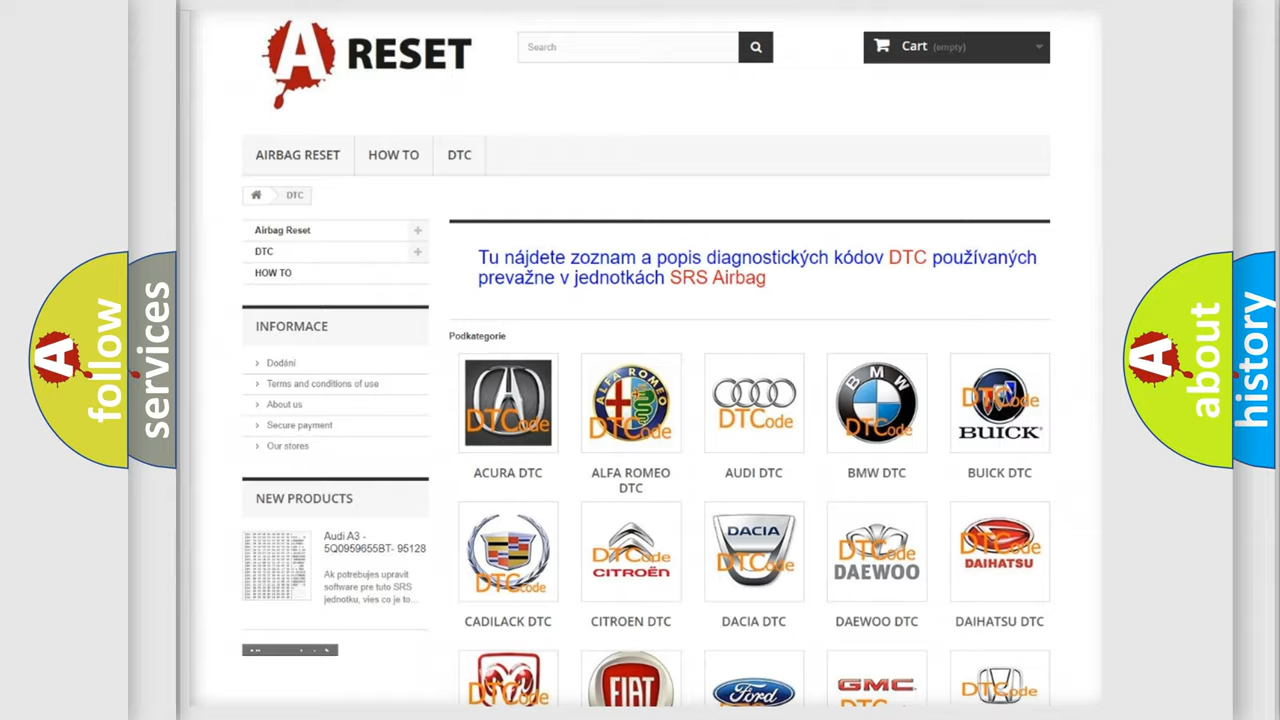 A RESET
Search
Cart (empty)
AIRBAG RESET
HOW TO
DTC
DTC
Airbag Reset
DTC
HOW TO
Tu nájdete zoznam a popis diagnostických kódov DTC používaných
prevažne v jednotkách SRS Airbag
INFORMACE
Dodání
Terms and conditions of use
About us
Secure payment
Our stores
NEW PRODUCTS
Audi A3 -
5Q0959655BT- 95128
Ak potrebujes upravit
software pre tuto SRS
jednotku, vies co je to...
Podkategorie
DTCode
ALFA ROMEO
DTCode
DTCode
BMW
DTCode
DTCode
BUICK
ACURA DTC
ALFA ROMEO
DTC
AUDI DTC
BMW DTC
BUICK DTC
DTCode
DTCode
CITROËN
DACIA
DTCode
DTCode
DAEWOO
DTCode
DAIHATSU
CADILACK DTC
CITROEN DTC
DACIA DTC
DAEWOO DTC
DAIHATSU DTC
DTCode
FIAT
Ford
GMC
DTCode
A follow
services
A about
history